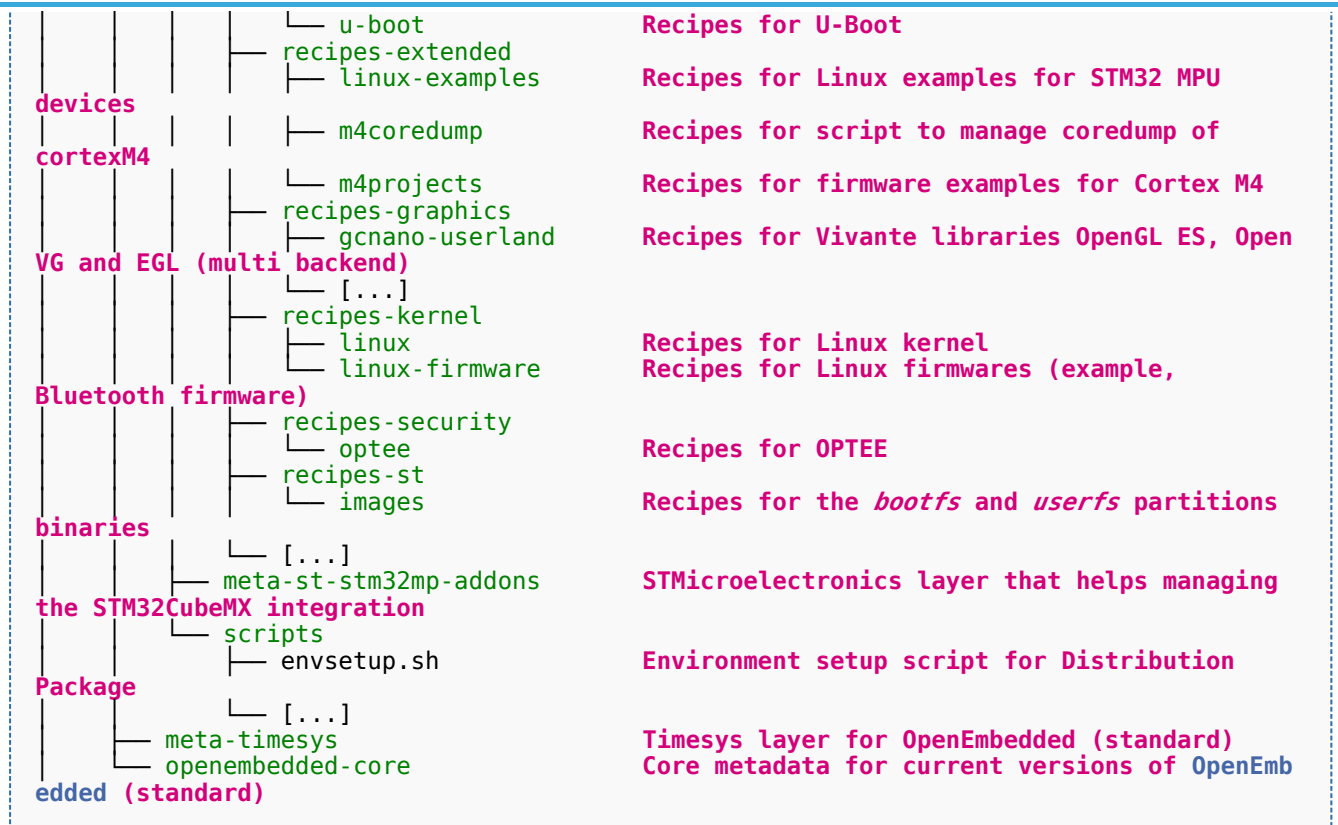 │ │ │ │ └── u-boot Recipes for U-Boot
│ │ │ ├── recipes-extended
│ │ │ │ ├── linux-examples Recipes for Linux examples for STM32 MPU
devices
│ │ │ │ ├── m4coredump Recipes for script to manage coredump of
cortexM4
│ │ │ │ └── m4projects Recipes for firmware examples for Cortex M4
│ │ │ ├── recipes-graphics
│ │ │ │ ├── gcnano-userland Recipes for Vivante libraries OpenGL ES, Open
VG and EGL (multi backend)
│ │ │ │ └── [...]
│ │ │ ├── recipes-kernel
│ │ │ │ ├── linux Recipes for Linux kernel
│ │ │ │ └── linux-firmware Recipes for Linux firmwares (example,
Bluetooth firmware)
│ │ │ ├── recipes-security
│ │ │ │ └── optee Recipes for OPTEE
│ │ │ ├── recipes-st
│ │ │ │ └── images Recipes for the bootfs and userfs partitions
binaries
│ │ │ └── [...]
│ │ ├── meta-st-stm32mp-addons STMicroelectronics layer that helps managing
the STM32CubeMX integration
│ │ └── scripts
│ │ ├── envsetup.sh Environment setup script for Distribution
Package
│ │ └── [...]
│ ├── meta-timesys Timesys layer for OpenEmbedded (standard)
│ └── openembedded-core Core metadata for current versions of OpenEmb
edded (standard)